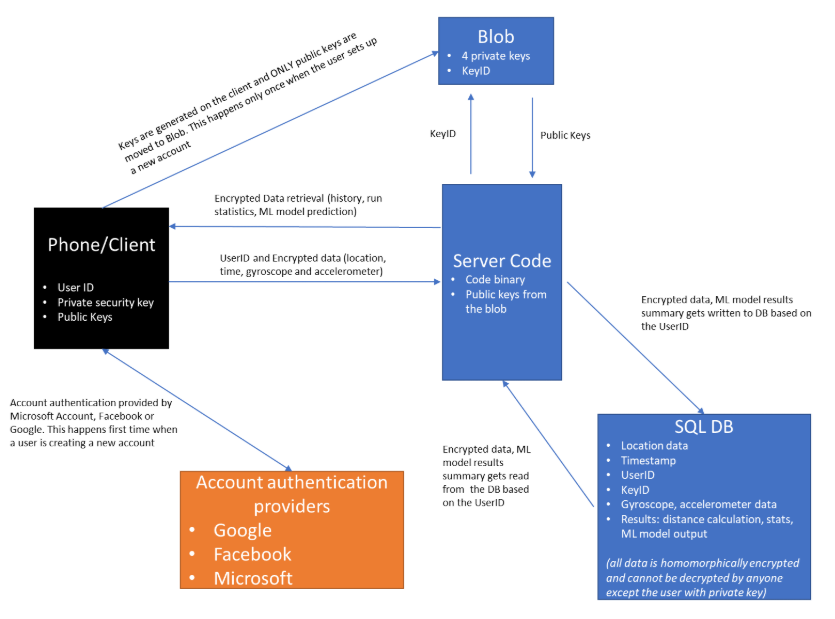 Blob
• 4 private keys
• KeyID
Keys are generated on the client and ONLY public keys are
moved to Blob. This happens only once when the user sets up
a new account
KeyID
Public Keys
Encrypted Data retrieval (history, run
statistics, ML model prediction)
Phone/Client
• User ID
• Private security key
• Public Keys
UserID and Encrypted data (location,
time, gyroscope and accelerometer)
Server Code
• Code binary
• Public keys from
the blob
Encrypted data, ML model results
summary gets written to DB based on
the UserID
Account authentication provided by
Microsoft Account, Facebook or
Google. This happens first time when
a user is creating a new account
Encrypted data, ML
model results
summary gets read
from the DB based
on the UserID
SQL DB
• Location data
• Timestamp
• UserID
• KeyID
• Gyroscope, accelerometer data
• Results: distance calculation, stats,
ML model output
(all data is homomorphically encrypted
and cannot be decrypted by anyone
except the user with private key)
Account authentication
providers
• Google
• Facebook
• Microsoft